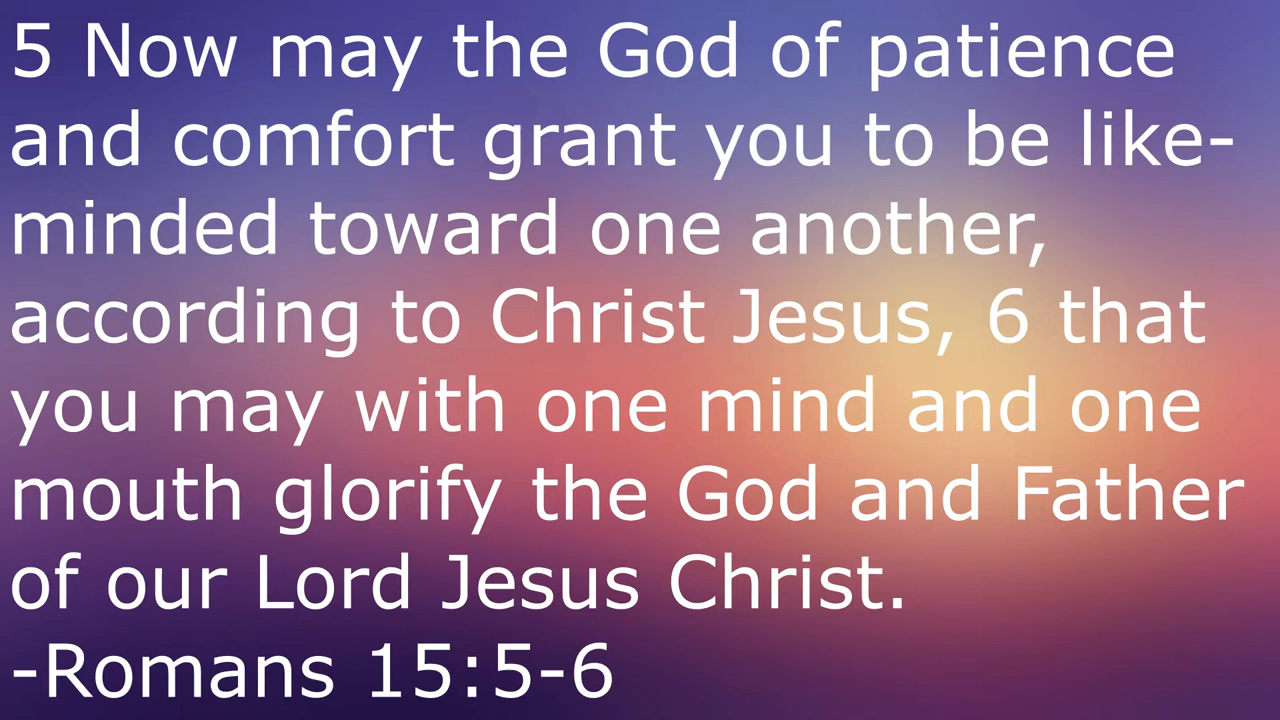 5 Now may the God of patience
and comfort grant you to be like-
minded toward one another,
according to Christ Jesus, 6 that
you may with one mind and one
mouth glorify the God and Father
of our Lord Jesus Christ.
-Romans 15:5-6